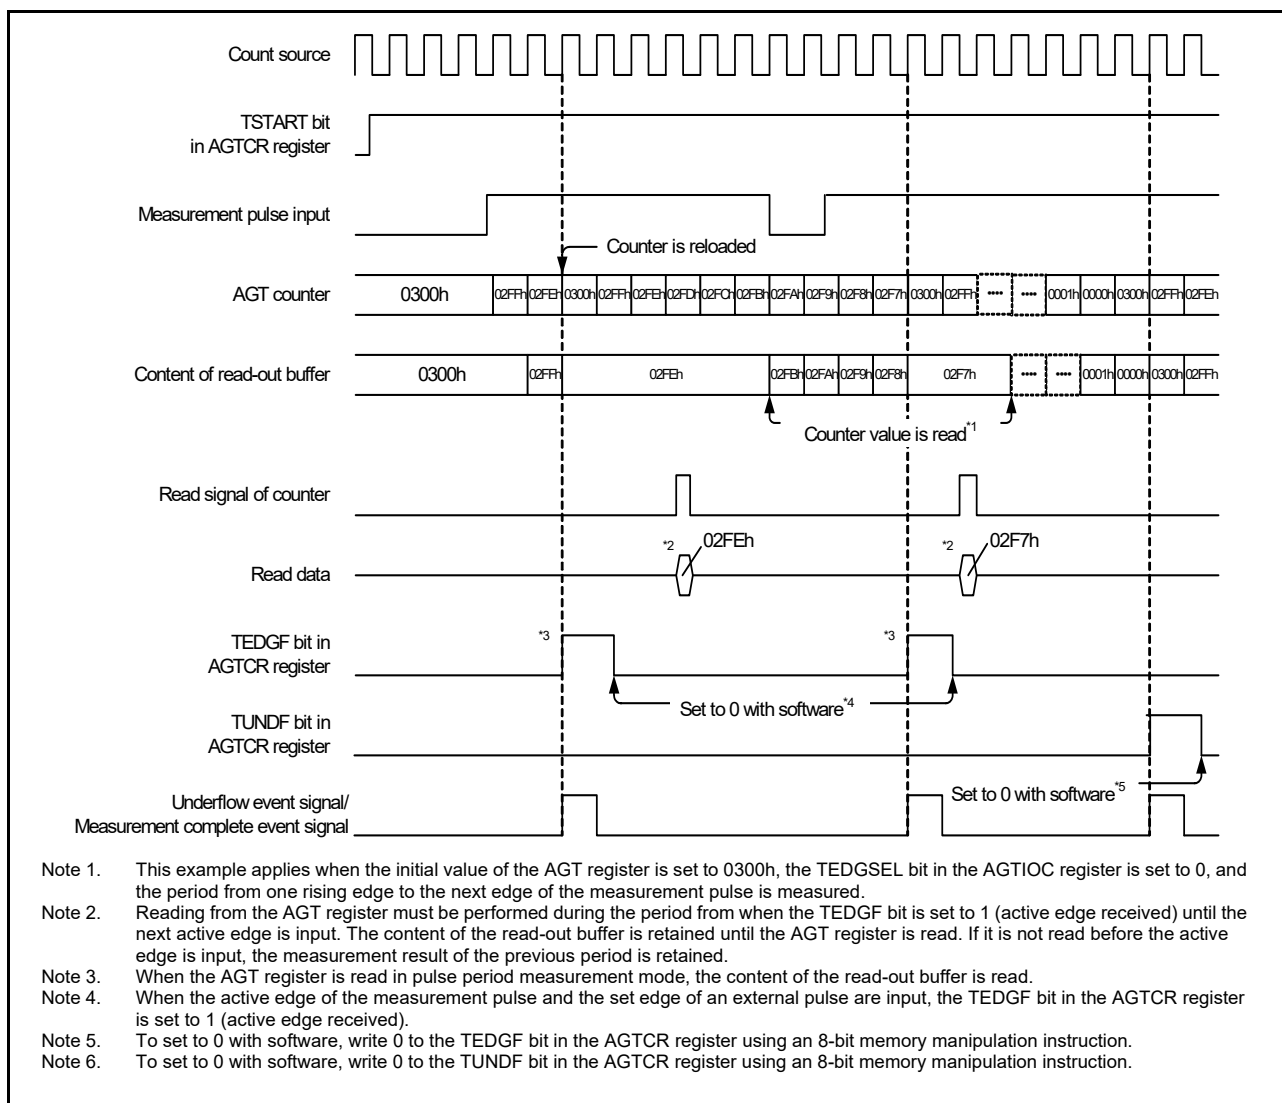 Count source
TSTART bit
in AGTCR register
Measurement pulse input
Counter is reloaded
AGT counter
0300h 02FFh 02FEh 0300h 02FFh 02FEh 02FDh 02FCh 02FBh 02FAh 02F9h 02F8h 02F7h 0300h 02FFh •••• •••• 0001h 0000h 0300h 02FFh 02FEh
Content of read-out buffer
0300h 02FFh 02FEh 02FBh 02FAh 02F9h 02F8h 02F7h •••• •••• 0001h 0000h 0300h 02FFh
Counter value is read*1
Read signal of counter
*2 02FEh *2 02F7h
Read data
*3 *3
TEDGF bit in
AGTCR register
Set to 0 with software*4
TUNDF bit in
AGTCR register
Set to 0 with software*5
Underflow event signal/
Measurement complete event signal
Note 1. This example applies when the initial value of the AGT register is set to 0300h, the TEDGSEL bit in the AGTIOC register is set to 0, and
the period from one rising edge to the next edge of the measurement pulse is measured.
Note 2. Reading from the AGT register must be performed during the period from when the TEDGF bit is set to 1 (active edge received) until the
next active edge is input. The content of the read-out buffer is retained until the AGT register is read. If it is not read before the active
edge is input, the measurement result of the previous period is retained.
Note 3. When the AGT register is read in pulse period measurement mode, the content of the read-out buffer is read.
Note 4. When the active edge of the measurement pulse and the set edge of an external pulse are input, the TEDGF bit in the AGTCR register
is set to 1 (active edge received).
Note 5. To set to 0 with software, write 0 to the TEDGF bit in the AGTCR register using an 8-bit memory manipulation instruction.
Note 6. To set to 0 with software, write 0 to the TUNDF bit in the AGTCR register using an 8-bit memory manipulation instruction.